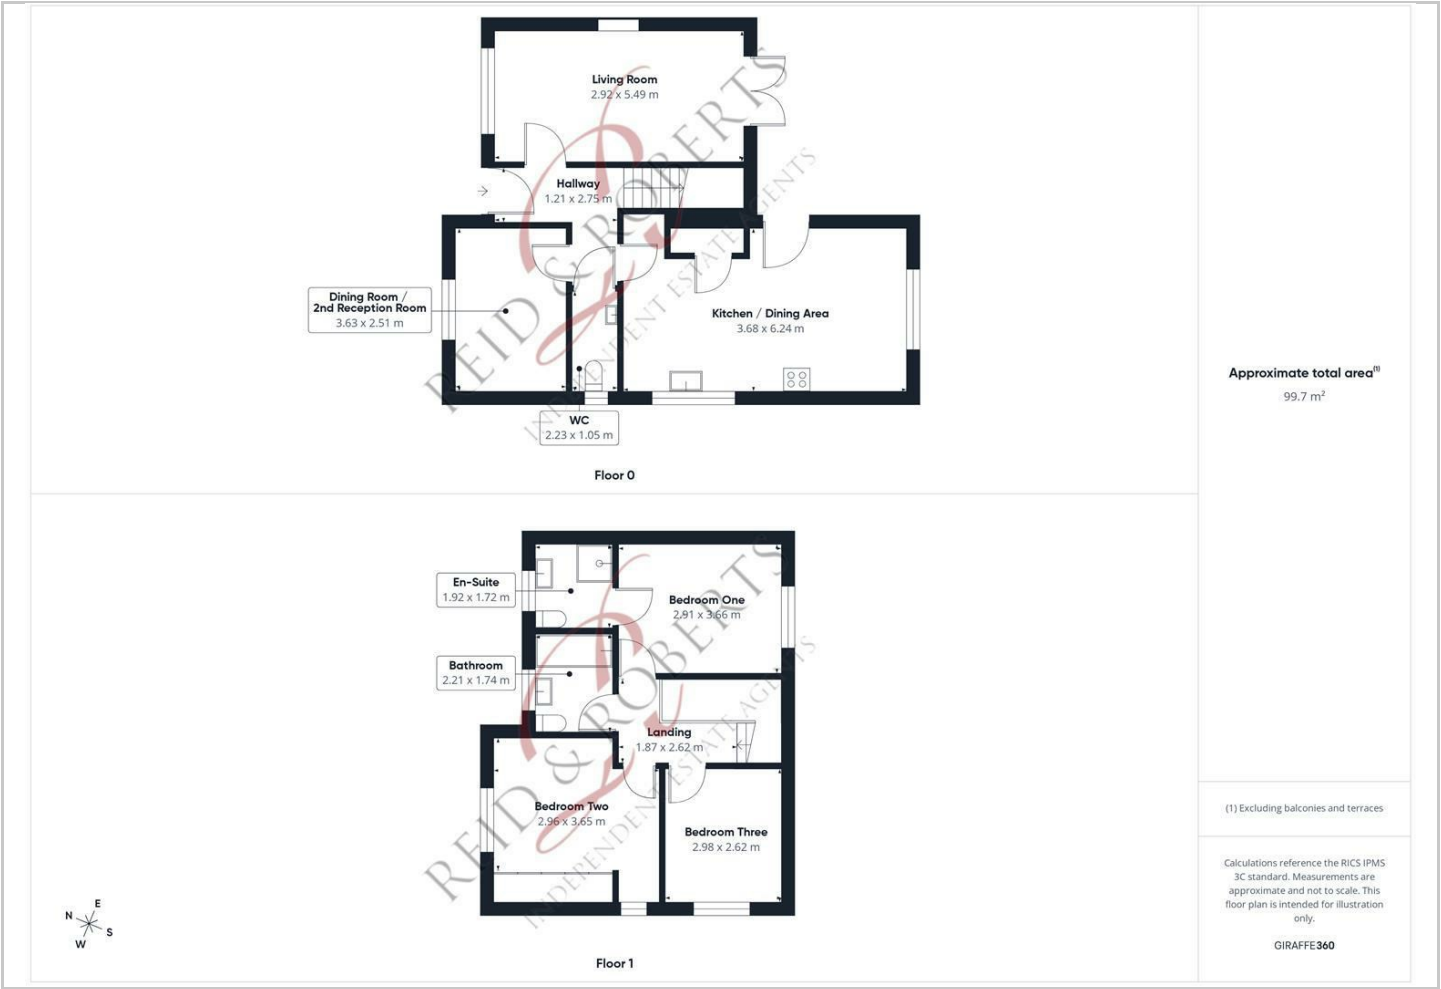 Living Room
2.92 x 5.49 m
Hallway
1.21 x 2.75 m
Dining Room /
2nd Reception Room
3.63 x 2.51 m
Kitchen / Dining Area
3.68 x 6.24 m
WC
2.23 x 1.05 m
Floor 0
REID & ROBERTS
INDEPENDENT ESTATE AGENTS
Approximate total area(1)
99.7 m²
En-Suite
1.92 x 1.72 m
Bedroom One
2.91 x 3.66 m
Bathroom
2.21 x 1.74 m
Landing
1.87 x 2.62 m
Bedroom Two
2.96 x 3.65 m
Bedroom Three
2.98 x 2.62 m
REID & ROBERTS
INDEPENDENT ESTATE AGENTS
Floor 1
N
E
S
W
(1) Excluding balconies and terraces
Calculations reference the RICS IPMS
3C standard. Measurements are
approximate and not to scale. This
floor plan is intended for illustration
only.
GIRAFFE360